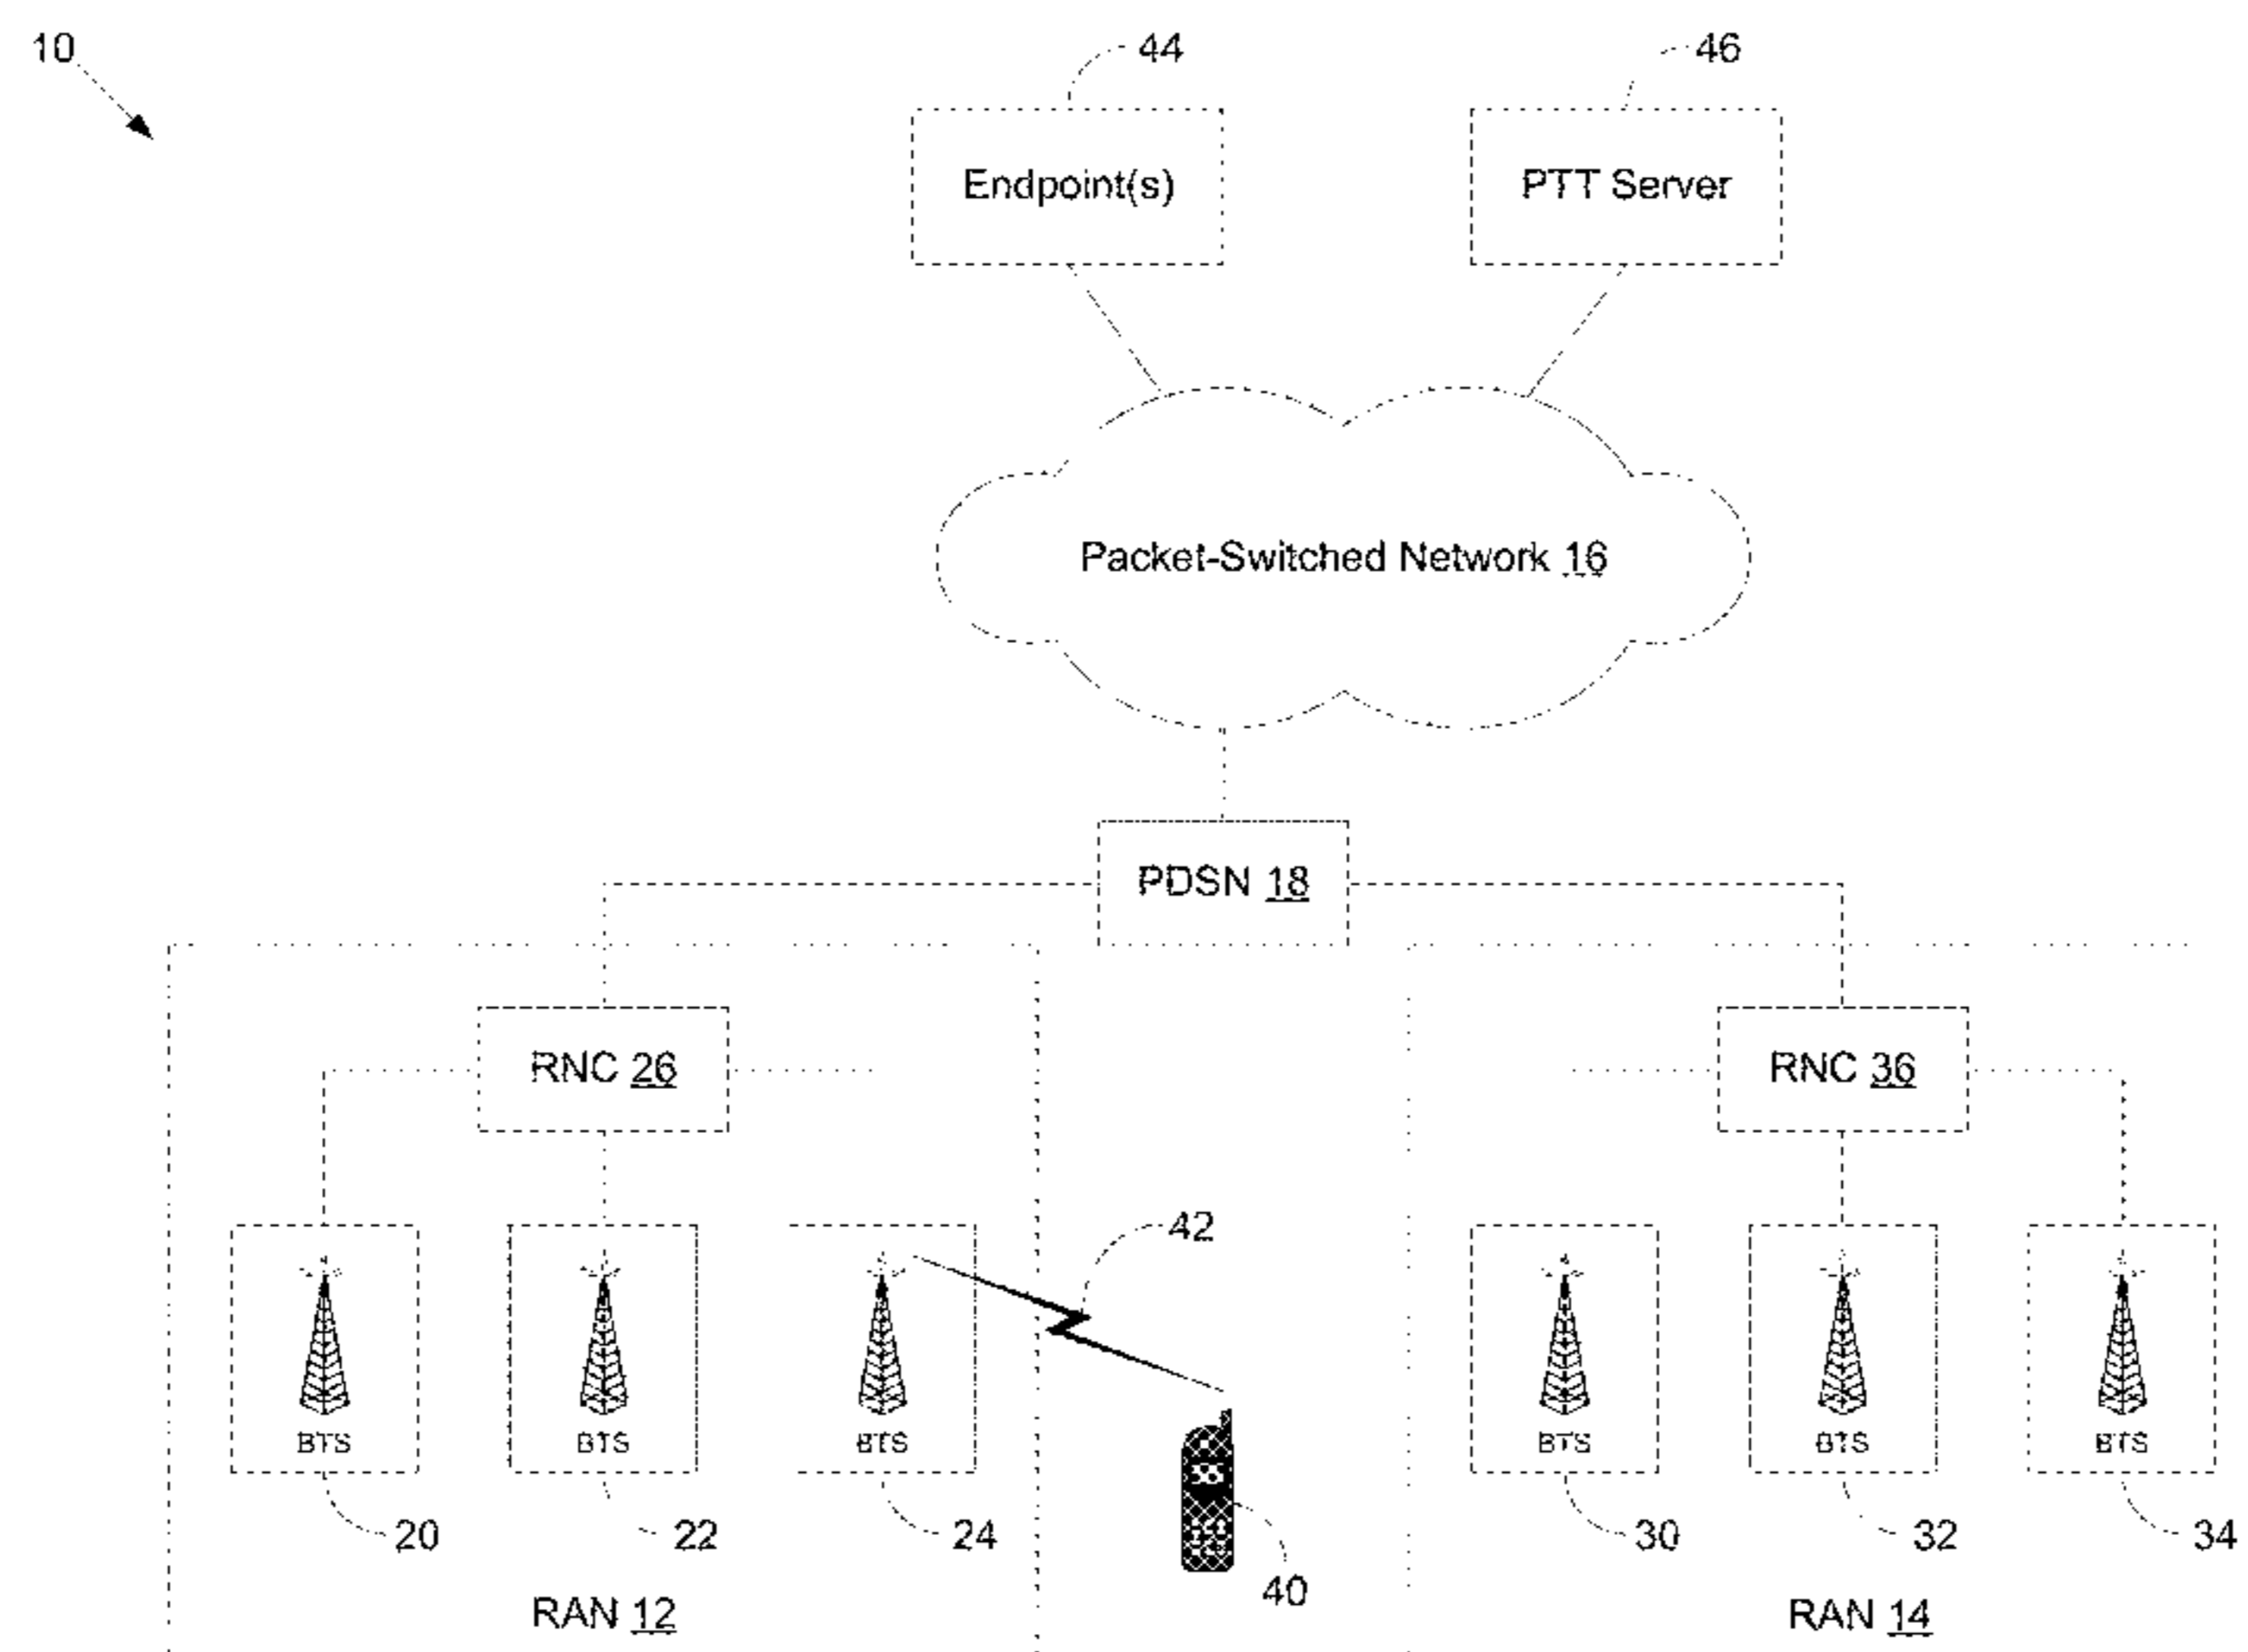 10
44
46
Endpoint(s)
PTT Server
Packet-Switched Network 16
PDSN 18
RNC 26
RNC 36
42
BTS
BTS
BTS
BTS
BTS
BTS
20
22
24
30
32
34
40
RAN 12
RAN 14